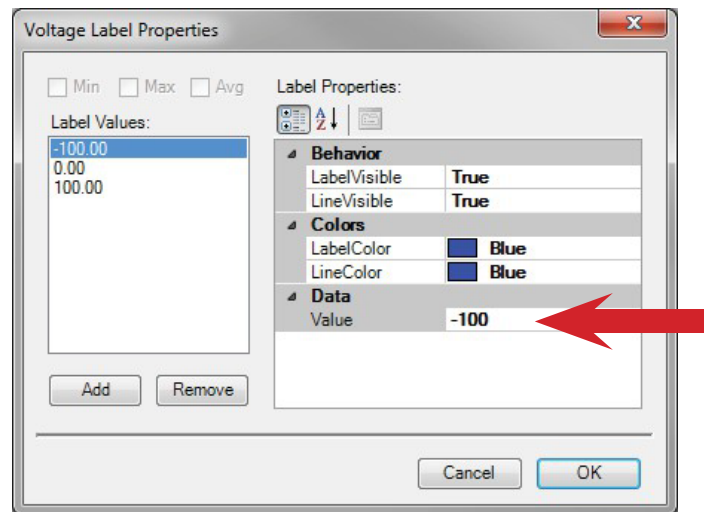 Voltage Label Properties
Min Max Avg
Label Properties:
Label Values:
-100.00
0.00
100.00
Behavior
LabelVisible True
LineVisible True
Colors
LabelColor Blue
LineColor Blue
Data
Value -100
Add Remove
Cancel OK